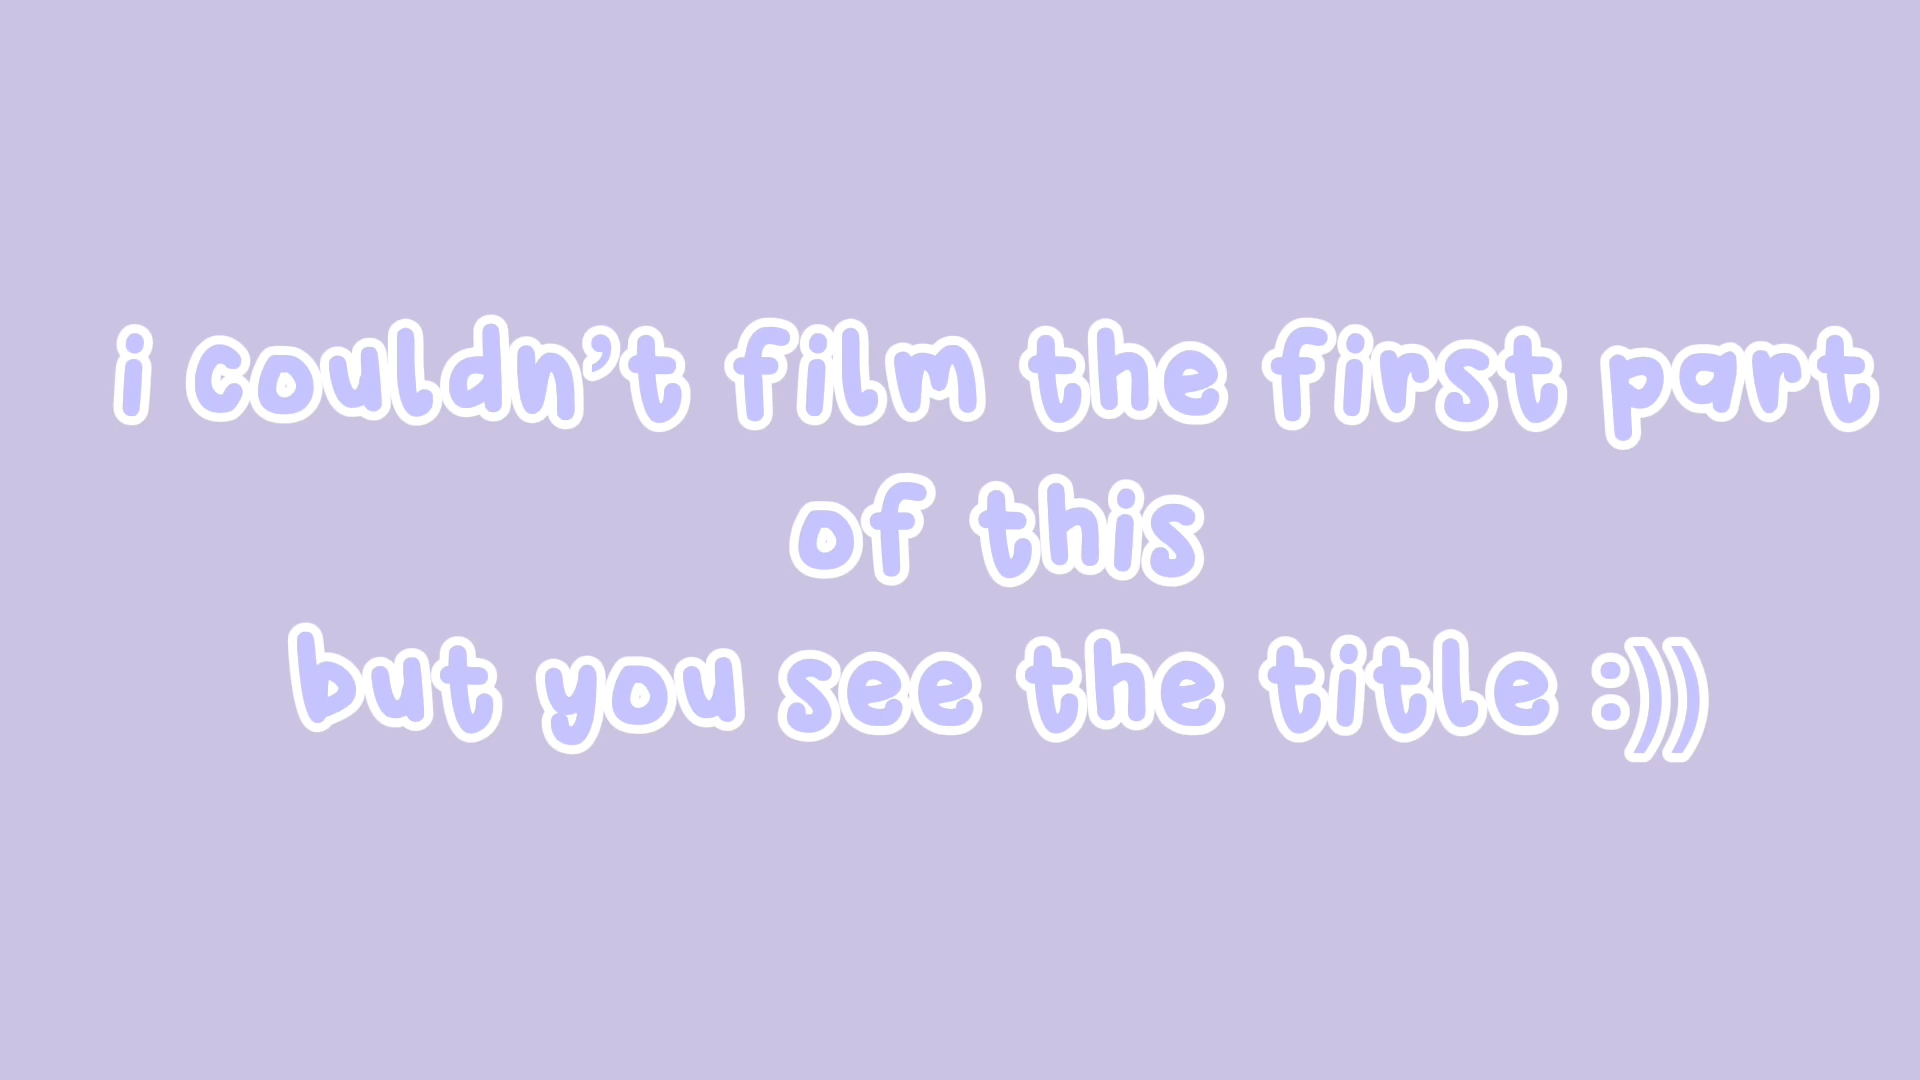 i couldn't film the first part
of this
but you see the title :))